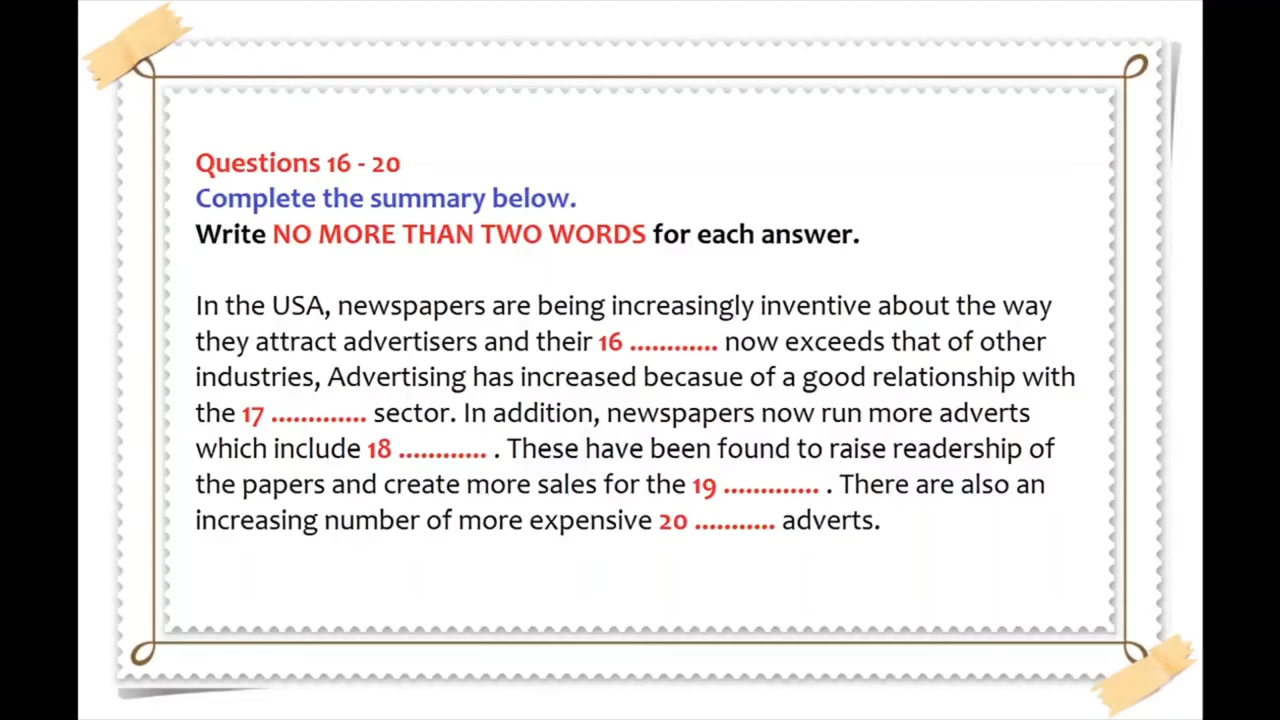 Questions 16 - 20
Complete the summary below.
Write NO MORE THAN TWO WORDS for each answer.
In the USA, newspapers are being increasingly inventive about the way
they attract advertisers and their 16 ............ now exceeds that of other
industries, Advertising has increased becasue of a good relationship with
the 17 ............. sector. In addition, newspapers now run more adverts
which include 18 ............ . These have been found to raise readership of
the papers and create more sales for the 19 ............. . There are also an
increasing number of more expensive 20 ........... adverts.